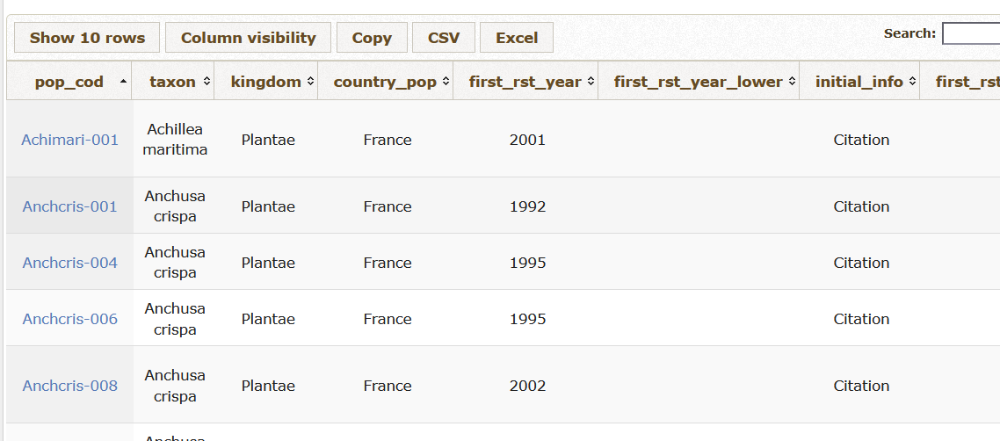 Show 10 rows Column visibility Copy CSV Excel Search:
pop_cod taxon kingdom country_pop first_rst_year first_rst_year_lower initial_info first_rst
Achimari-001 Achillea maritima Plantae France 2001 Citation
Anchcris-001 Anchusa crispa Plantae France 1992 Citation
Anchcris-004 Anchusa crispa Plantae France 1995 Citation
Anchcris-006 Anchusa crispa Plantae France 1995 Citation
Anchcris-008 Anchusa crispa Plantae France 2002 Citation
Anchusa